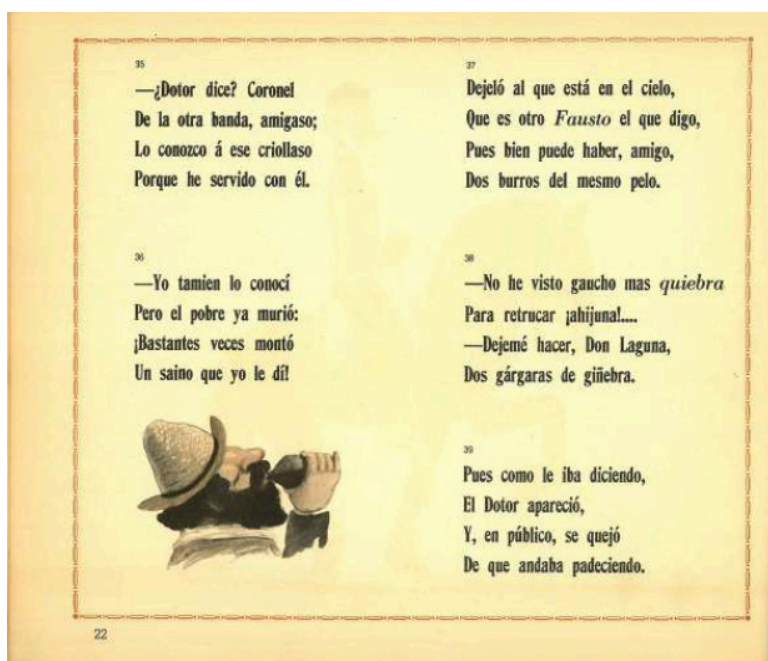 35
—¿Dotor dice? Coronel
De la otra banda, amigaso;
Lo conozco á ese criollaso
Porque he servido con él.
36
—Yo tamien lo conocí
Pero el pobre ya murió:
¡Bastantes veces montó
Un saino que yo le dí!
37
Dejeló al que está en el cielo,
Que es otro Fausto el que digo,
Pues bien puede haber, amigo,
Dos burros del mesmo pelo.
38
—No he visto gaucho mas quiebra
Para retrucar ¡ahijuna!....
—Dejemé hacer, Don Laguna,
Dos gárgaras de giñebra.
39
Pues como le iba diciendo,
El Dotor apareció,
Y, en público, se quejó
De que andaba padeciendo.
22